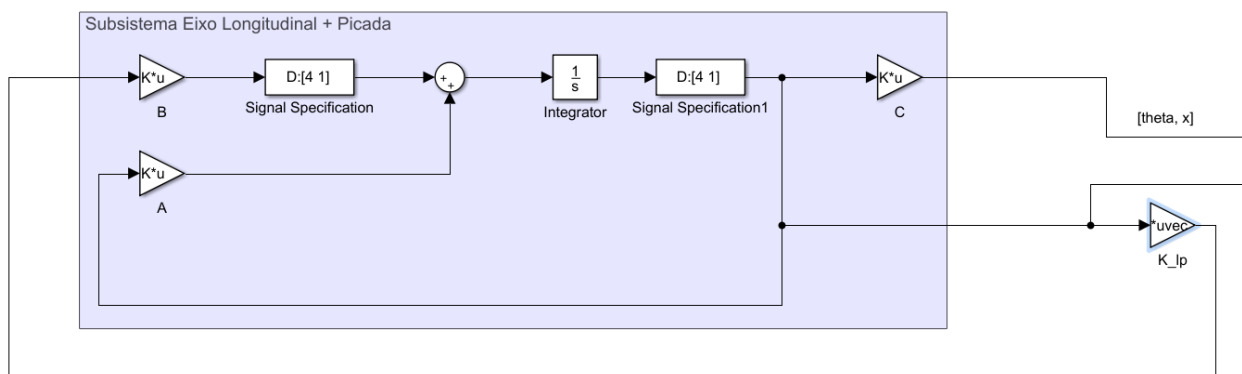 Subsistema Eixo Longitudinal + Picada
K*u
B
D:[4 1]
Signal Specification
+
+
1
s
Integrator
D:[4 1]
Signal Specification1
K*u
C
[theta, x]
K*u
A
*uvec
K_lp